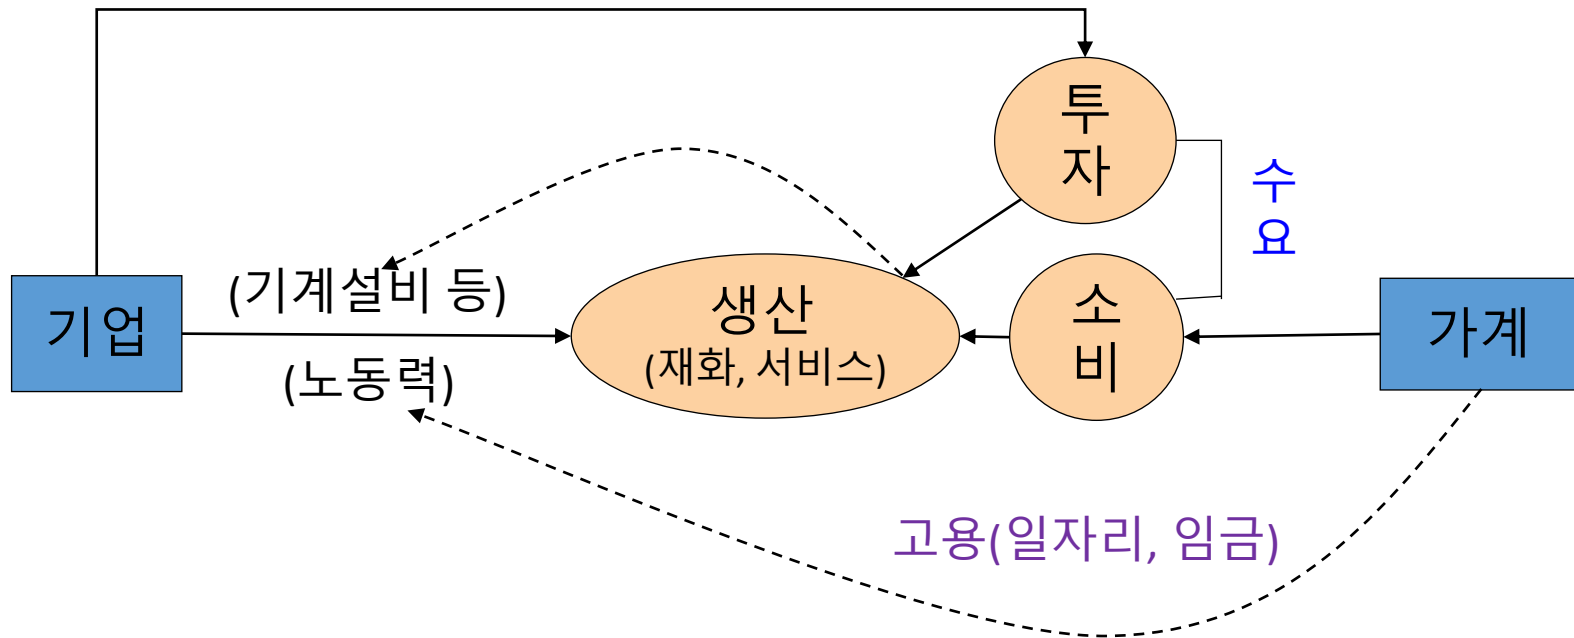 투
자
수
요
(기계설비 등)
기업
생산
(재화, 서비스)
소
비
가계
(노동력)
고용(일자리, 임금)